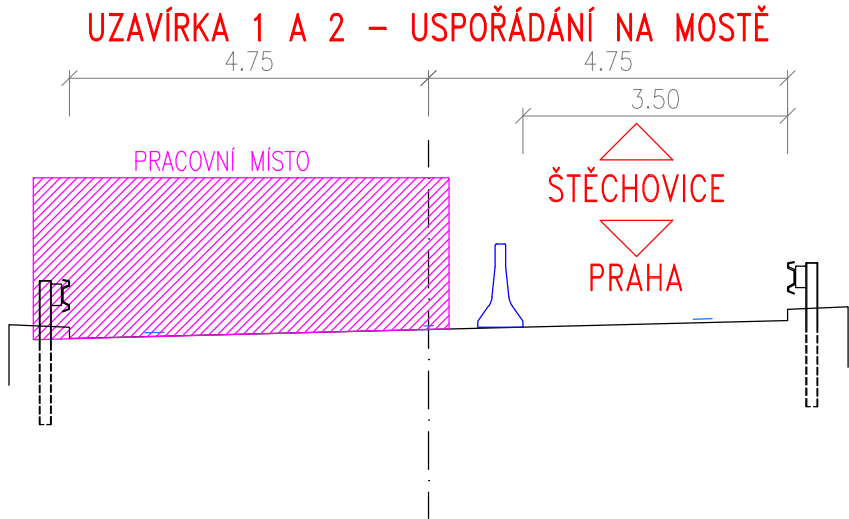 UZAVÍRKA 1 A 2 – USPOŘÁDÁNÍ NA MOSTĚ
4.75 4.75
3.50
PRACOVNÍ MÍSTO
ŠTĚCHOVICE
PRAHA